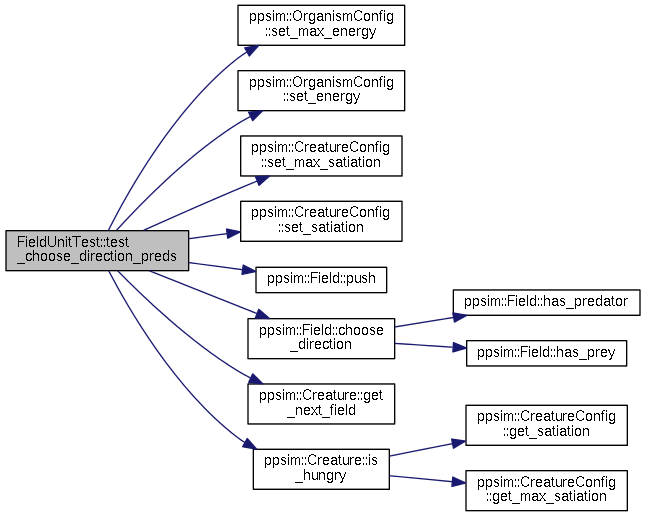 ppsim::OrganismConfig
::set_max_energy
ppsim::OrganismConfig
::set_energy
ppsim::CreatureConfig
::set_max_satiation
ppsim::CreatureConfig
::set_satiation
FieldUnitTest::test
_choose_direction_preds
ppsim::Field::push
ppsim::Field::choose
_direction
ppsim::Field::has_predator
ppsim::Field::has_prey
ppsim::Creature::get
_next_field
ppsim::Creature::is
_hungry
ppsim::CreatureConfig
::get_satiation
ppsim::CreatureConfig
::get_max_satiation